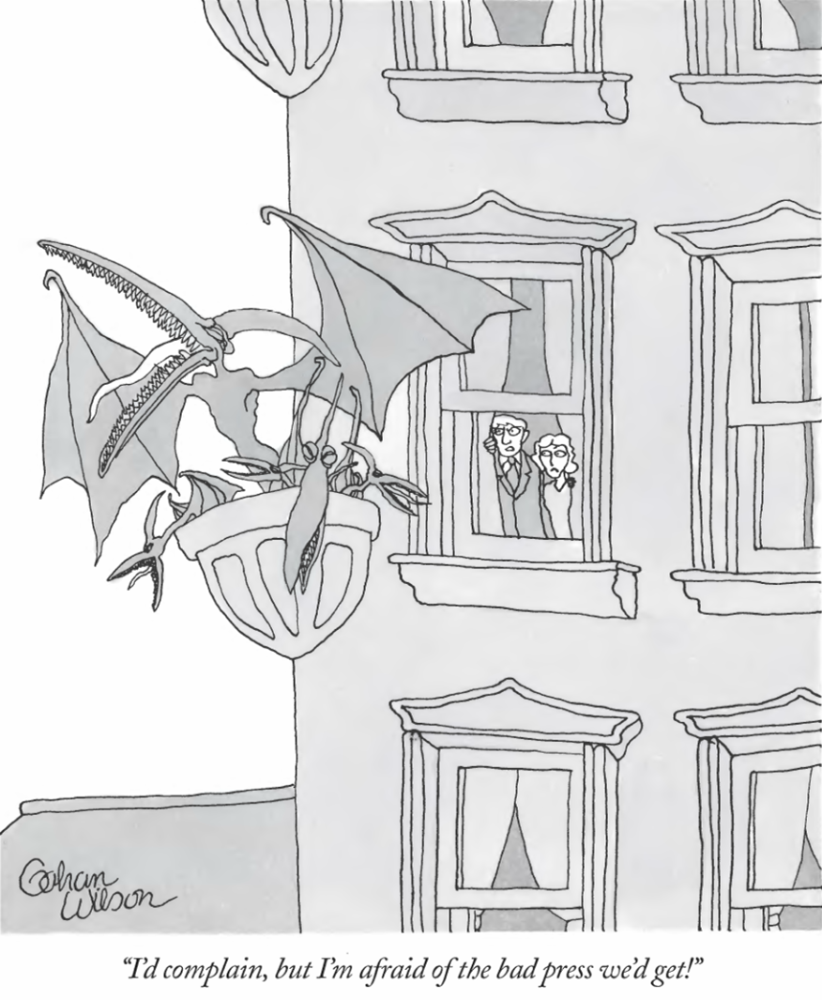 Gahan
Wilson
“I’d complain, but I’m afraid of the bad press we’d get!”